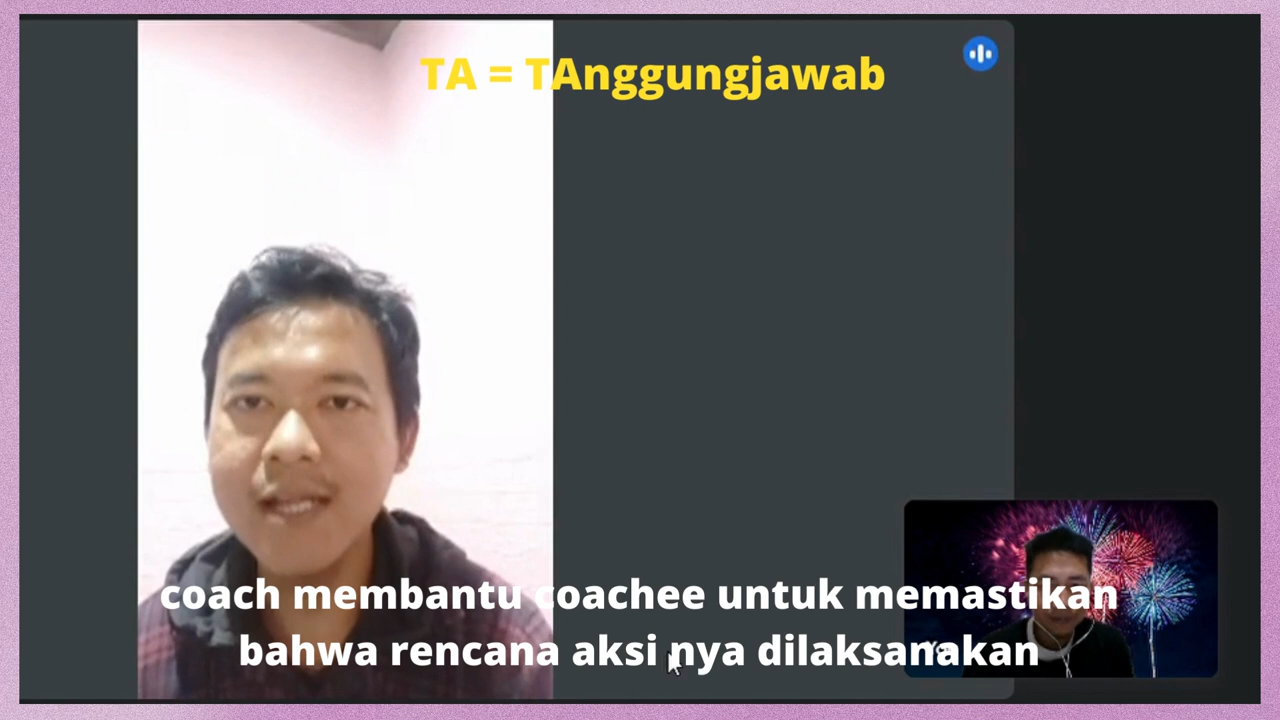 TA = TAnggungjawab
coach membantu coachee untuk memastikan
bahwa rencana aksi nya dilaksanakan